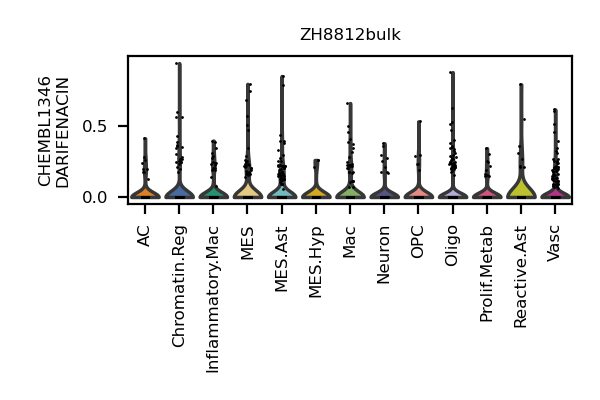 ZH8812bulk
CHEMBL1346
DARIFENACIN
0.5
0.0
AC
Chromatin.Reg
Inflammatory.Mac
MES
MES.Ast
MES.Hyp
Mac
Neuron
OPC
Oligo
Prolif.Metab
Reactive.Ast
Vasc